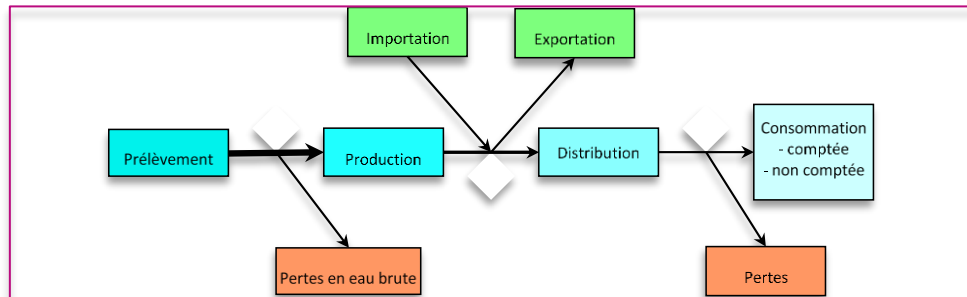 Importation
Exportation
Prélèvement
Production
Distribution
Consommation
- comptée
- non comptée
Pertes en eau brute
Pertes